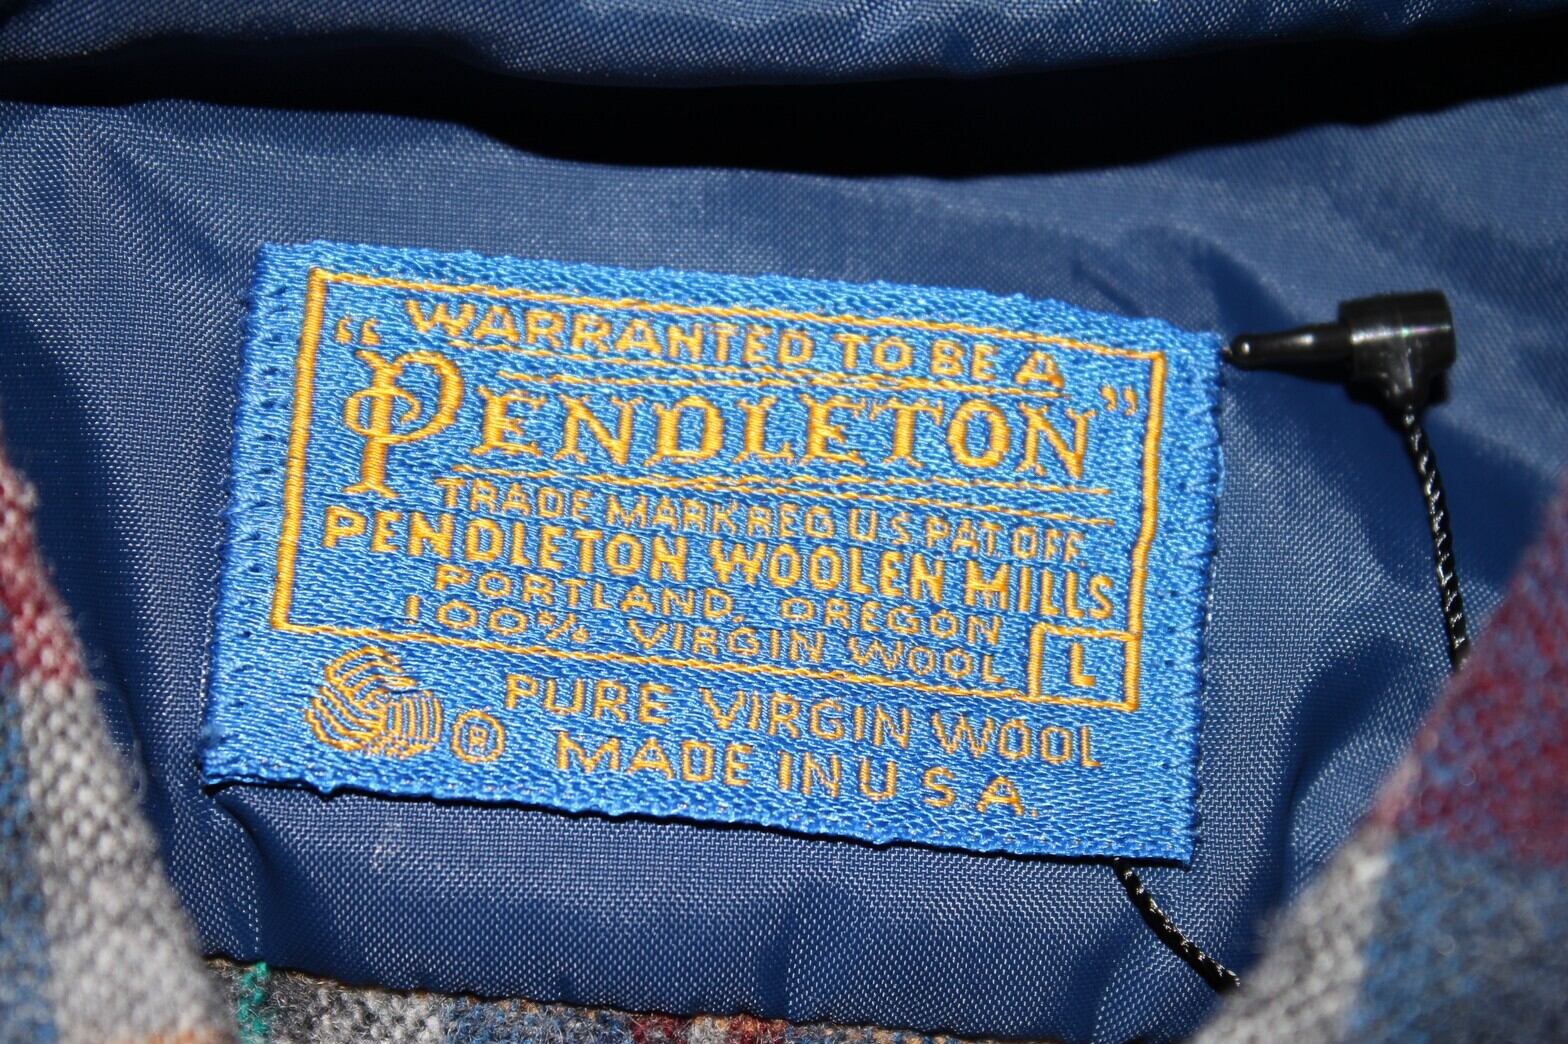 WARRANTED TO BE A
"PENDLETON"
TRADE MARK REG U.S. PAT. OFF.
PENDLETON WOOLEN MILLS
PORTLAND, OREGON
100% VIRGIN WOOL
L
® PURE VIRGIN WOOL
MADE IN U.S.A.